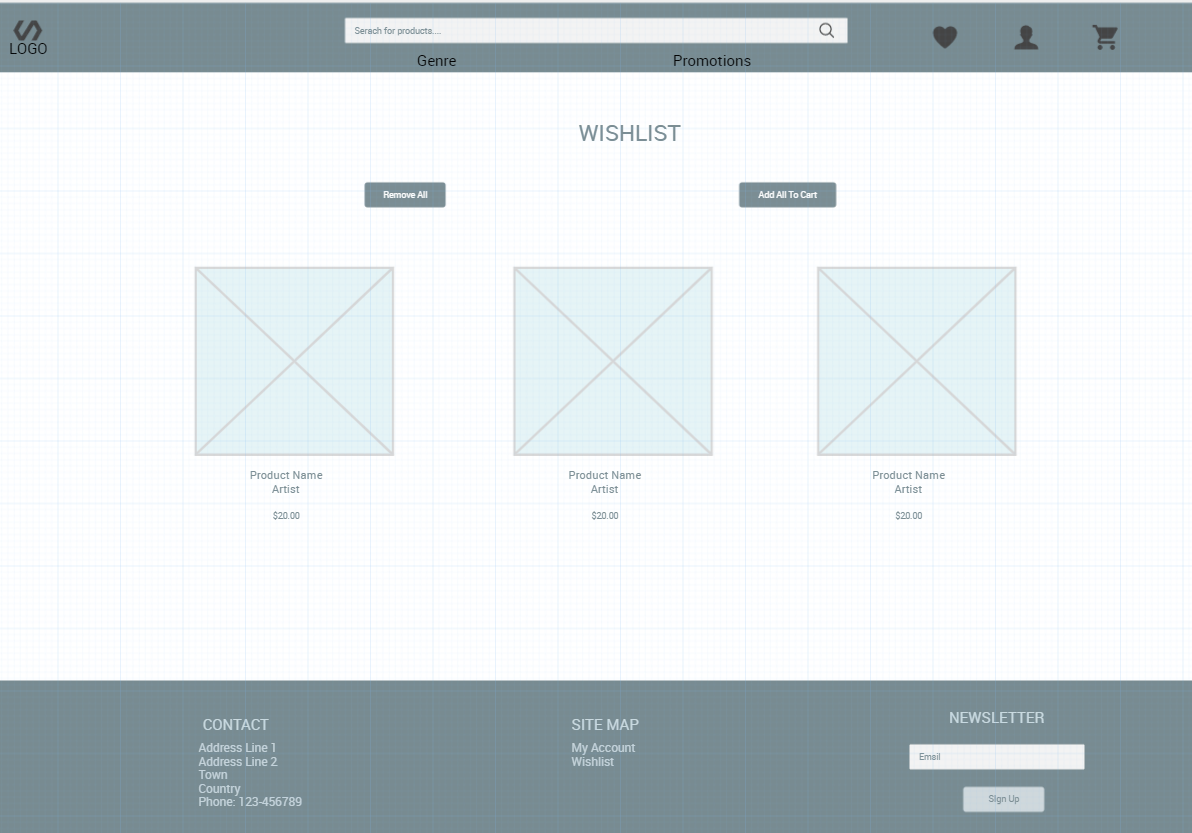 LOGO
Serach for products....
Genre
Promotions
WISHLIST
Remove All
Add All To Cart
Product Name
Artist
$20.00
Product Name
Artist
$20.00
Product Name
Artist
$20.00
CONTACT
Address Line 1
Address Line 2
Town
Country
Phone: 123-456789
SITE MAP
My Account
Wishlist
NEWSLETTER
Email
SIgn Up